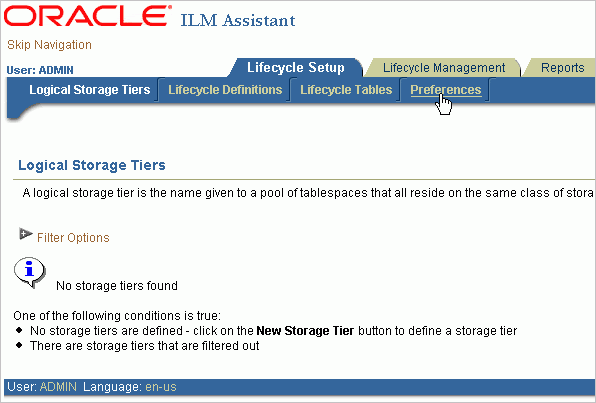 ORACLE ILM Assistant
Skip Navigation
User: ADMIN
Lifecycle Setup Lifecycle Management Reports
Logical Storage Tiers Lifecycle Definitions Lifecycle Tables Preferences
Logical Storage Tiers
A logical storage tier is the name given to a pool of tablespaces that all reside on the same class of stora
Filter Options
No storage tiers found
One of the following conditions is true:
No storage tiers are defined - click on the New Storage Tier button to define a storage tier
There are storage tiers that are filtered out
User: ADMIN Language: en-us